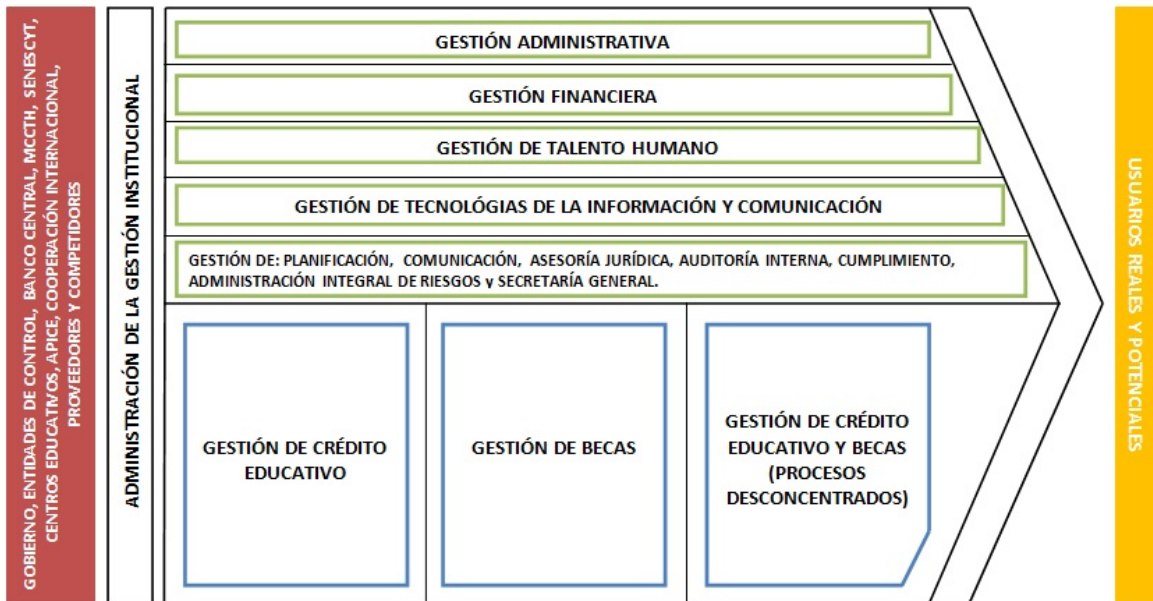 GOBIERNO, ENTIDADES DE CONTROL, BANCO CENTRAL, MCCTH, SENESCYT,
CENTROS EDUCATIVOS, APICE, COOPERACIÓN INTERNACIONAL,
PROVEEDORES Y COMPETIDORES
ADMINISTRACIÓN DE LA GESTIÓN INSTITUCIONAL
GESTIÓN ADMINISTRATIVA
GESTIÓN FINANCIERA
GESTIÓN DE TALENTO HUMANO
GESTIÓN DE TECNOLÓGIAS DE LA INFORMACIÓN Y COMUNICACIÓN
GESTIÓN DE: PLANIFICACIÓN, COMUNICACIÓN, ASESORÍA JURÍDICA, AUDITORÍA INTERNA, CUMPLIMIENTO,
ADMINISTRACIÓN INTEGRAL DE RIESGOS y SECRETARÍA GENERAL.
GESTIÓN DE CRÉDITO
EDUCATIVO
GESTIÓN DE BECAS
GESTIÓN DE CRÉDITO
EDUCATIVO Y BECAS
(PROCESOS
DESCONCENTRADOS)
USUARIOS REALES Y POTENCIALES